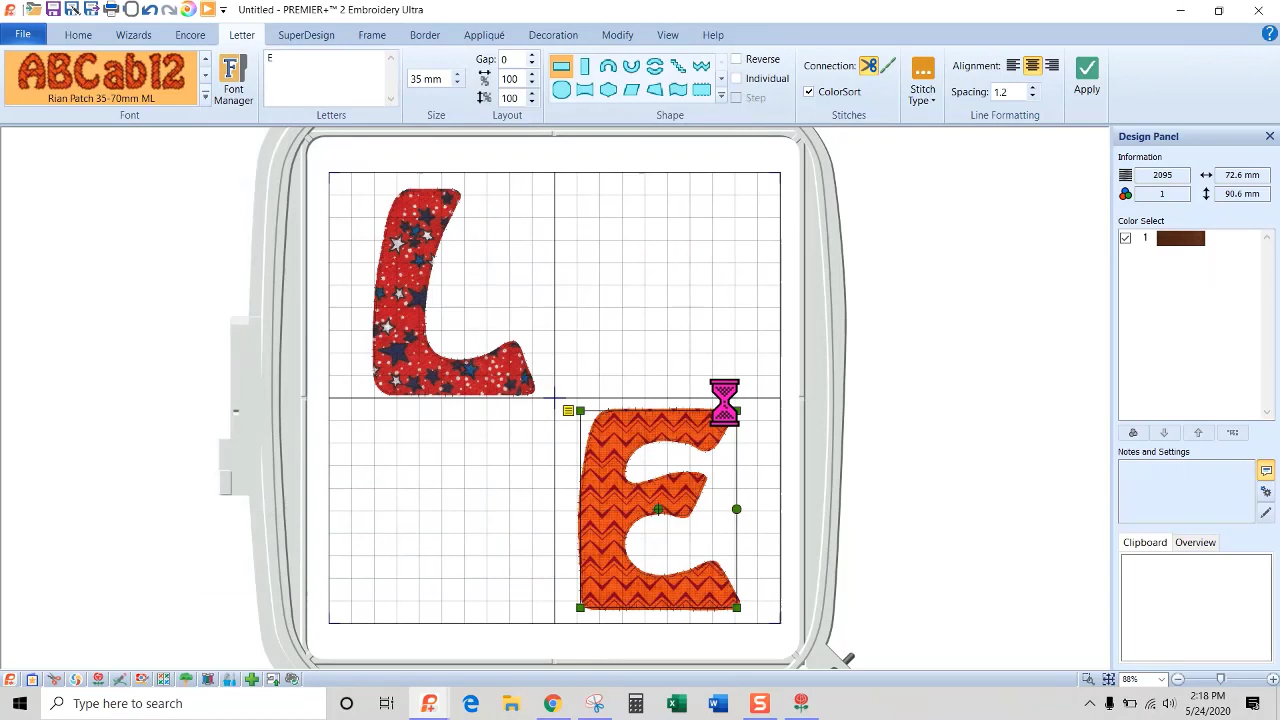 Untitled - PREMIER+™ 2 Embroidery Ultra
File Home Wizards Encore Letter SuperDesign Frame Border Appliqué Decoration Modify View Help
ABCab12
Rian Patch 35-70mm ML
Font
Font Manager
E
Letters
35 mm
Size
Gap: 0
% 100
% 100
Layout
Reverse
Individual
Step
Shape
Connection:
ColorSort
Stitches
Stitch Type
Alignment:
Spacing: 1.2
Line Formatting
Apply
L
E
Design Panel
Information
2095 72.6 mm
1 90.6 mm
Color Select
1
Notes and Settings
Clipboard Overview
88%
Type here to search
2:18 PM
5/24/2020